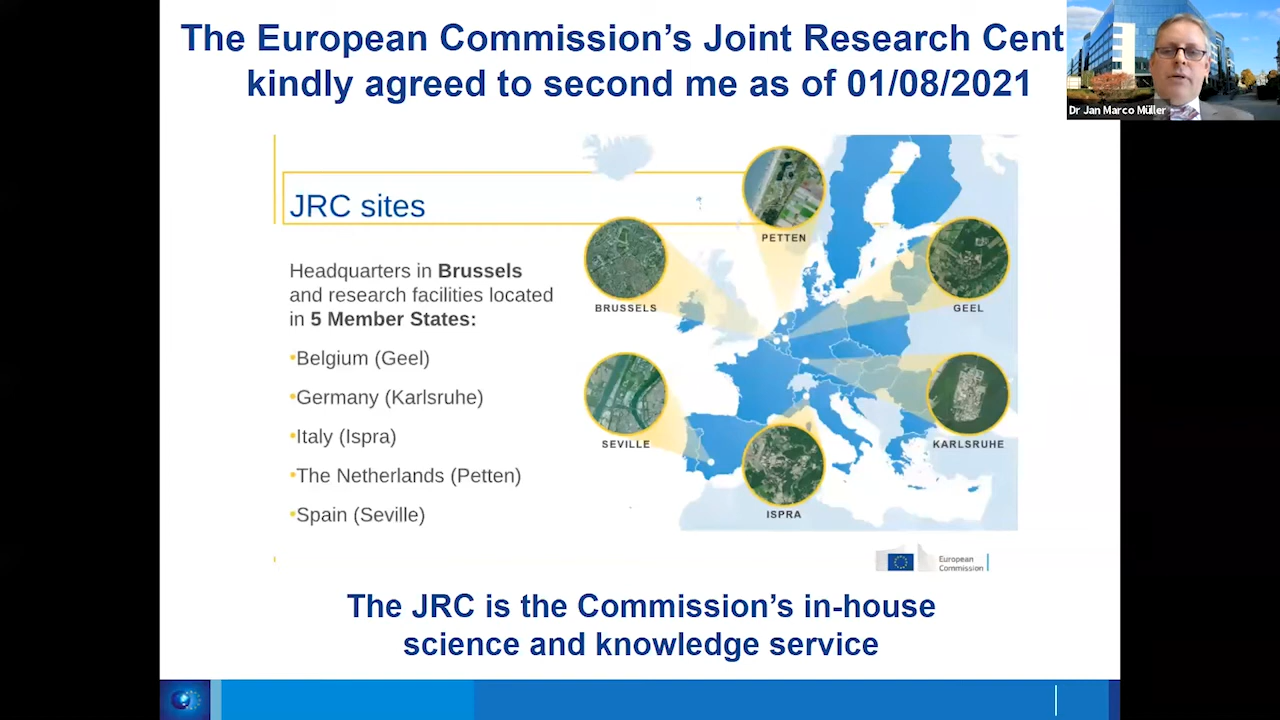 The European Commission's Joint Research Cent
kindly agreed to second me as of 01/08/2021
Dr Jan Marco Müller
JRC sites
Headquarters in Brussels
and research facilities located
in 5 Member States:
•Belgium (Geel)
•Germany (Karlsruhe)
•Italy (Ispra)
•The Netherlands (Petten)
•Spain (Seville)
PETTEN
BRUSSELS
GEEL
SEVILLE
KARLSRUHE
ISPRA
European
Commission
The JRC is the Commission's in-house
science and knowledge service